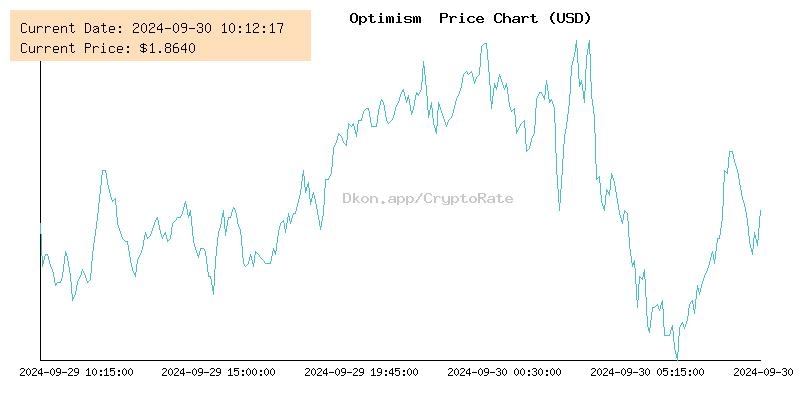 Optimism  Price Chart (USD)
Current Date: 2024-09-30 10:12:17
Current Price: $1.8640
Dkon.app/CryptoRate
2024-09-29 10:15:00 2024-09-29 15:00:00 2024-09-29 19:45:00 2024-09-30 00:30:00 2024-09-30 05:15:00 2024-09-30